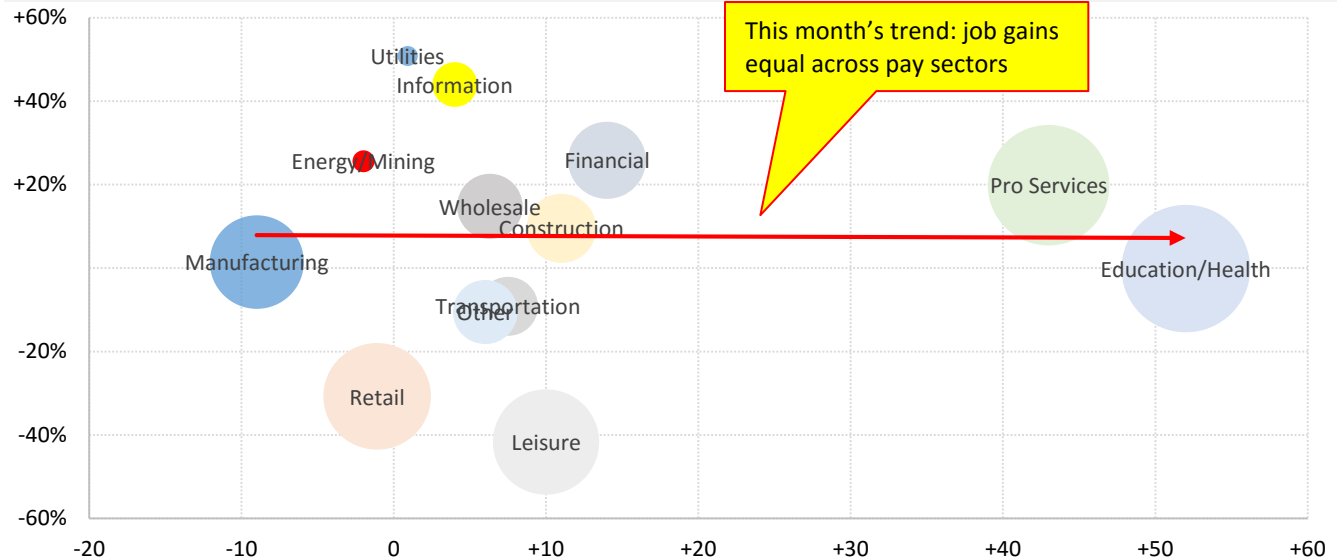 +60%
This month’s trend: job gains
equal across pay sectors
Utilities
+40%
Information
Energy/Mining
Financial
+20%
Pro Services
Wholesale
Construction
Manufacturing
Education/Health
Transportation
Other
-20%
Retail
-40%
Leisure
-60%
-20 -10 0 +10 +20 +30 +40 +50 +60